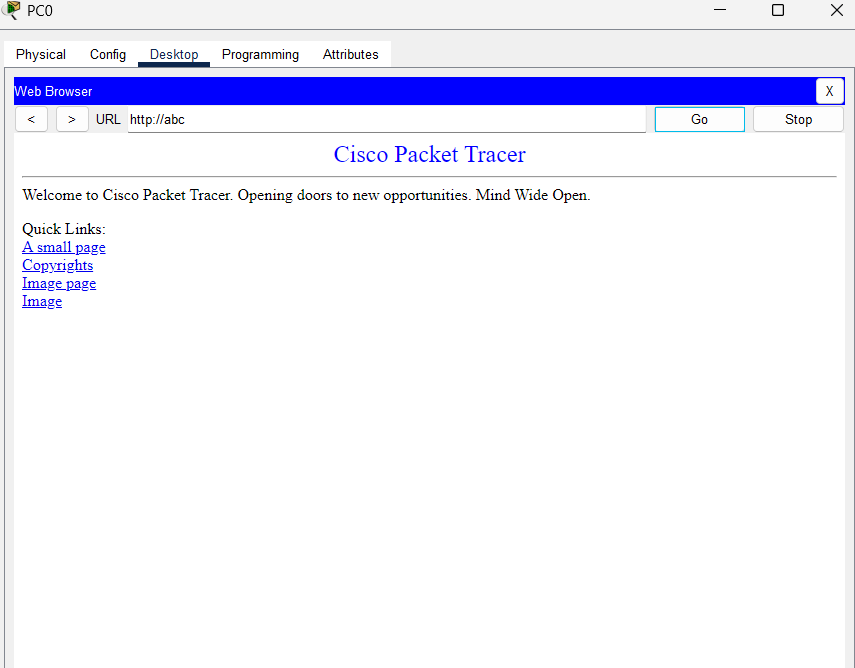 PC0
Physical Config Desktop Programming Attributes
Web Browser X
< > URL http://abc Go Stop
Cisco Packet Tracer
Welcome to Cisco Packet Tracer. Opening doors to new opportunities. Mind Wide Open.
Quick Links:
A small page
Copyrights
Image page
Image